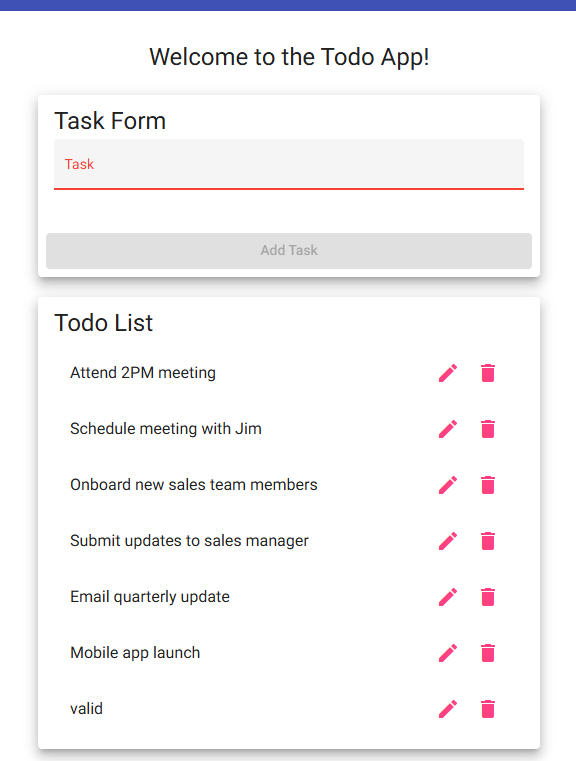 Welcome to the Todo App!
Task Form
Task
Add Task
Todo List
Attend 2PM meeting
Schedule meeting with Jim
Onboard new sales team members
Submit updates to sales manager
Email quarterly update
Mobile app launch
valid